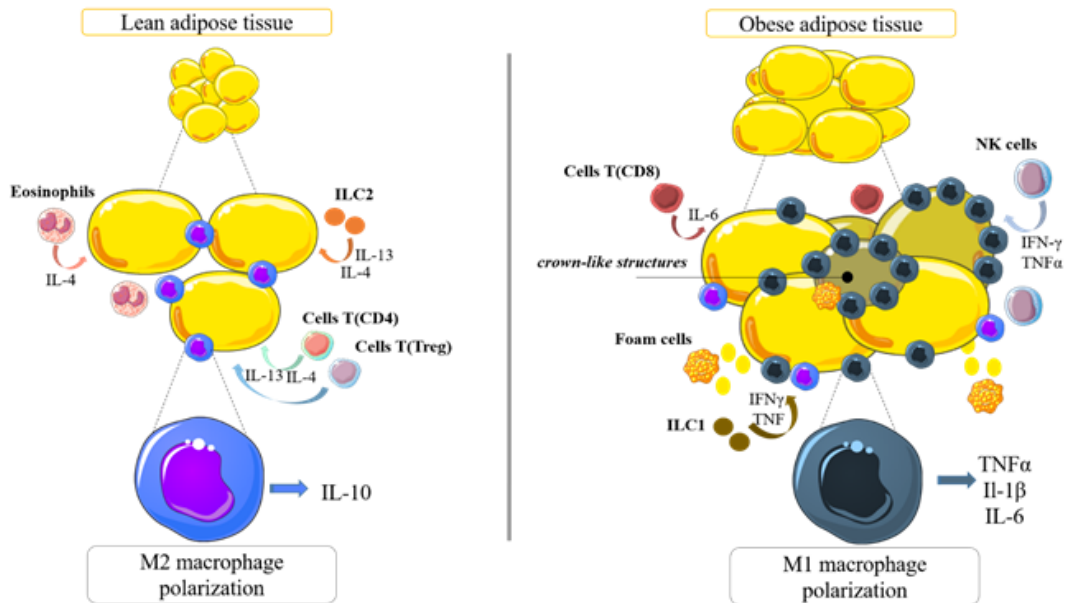 Lean adipose tissue
Eosinophils
IL-4
ILC2
IL-13
IL-4
Cells T(CD4)
Cells T(Treg)
IL-13
IL-4
IL-10
M2 macrophage
polarization
Obese adipose tissue
Cells T(CD8)
IL-6
NK cells
IFN-γ
TNFα
crown-like structures
Foam cells
IFNγ
TNF
ILC1
TNFα
Il-1β
IL-6
M1 macrophage
polarization